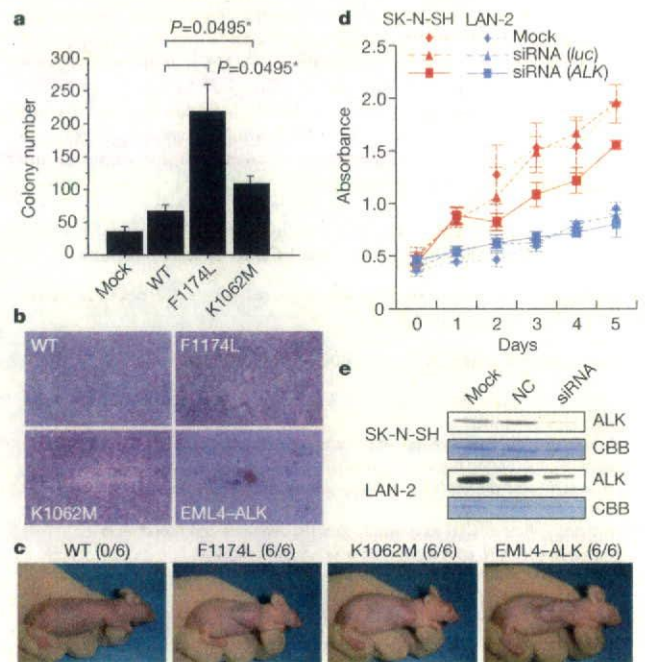 a
P=0.0495*
P=0.0495*
Colony number
300
250
200
150
100
50
0
Mock
WT
F1174L
K1062M
b
WT
F1174L
K1062M
EML4–ALK
c
WT (0/6)
F1174L (6/6)
K1062M (6/6)
EML4–ALK (6/6)
d
SK-N-SH LAN-2
Mock
siRNA (luc)
siRNA (ALK)
Absorbance
2.5
2.0
1.5
1.0
0.5
0
0 1 2 3 4 5
Days
e
Mock NC siRNA
SK-N-SH
ALK
CBB
LAN-2
ALK
CBB